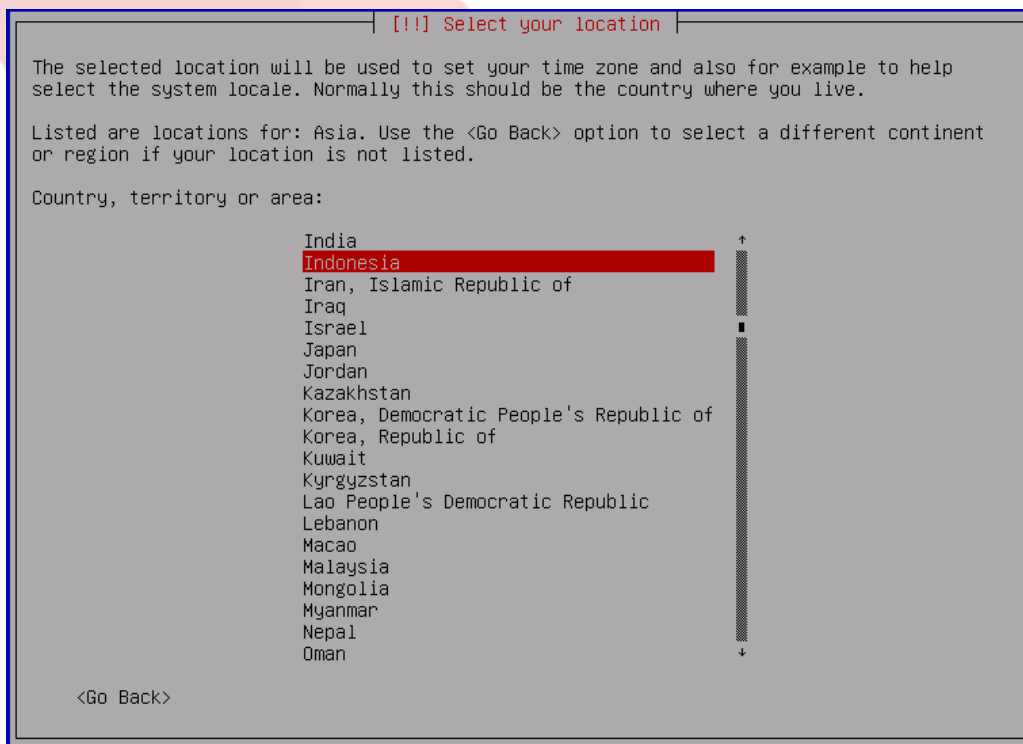 [!!] Select your location
The selected location will be used to set your time zone and also for example to help
select the system locale. Normally this should be the country where you live.
Listed are locations for: Asia. Use the <Go Back> option to select a different continent
or region if your location is not listed.
Country, territory or area:
India
Indonesia
Iran, Islamic Republic of
Iraq
Israel
Japan
Jordan
Kazakhstan
Korea, Democratic People's Republic of
Korea, Republic of
Kuwait
Kyrgyzstan
Lao People's Democratic Republic
Lebanon
Macao
Malaysia
Mongolia
Myanmar
Nepal
Oman
<Go Back>